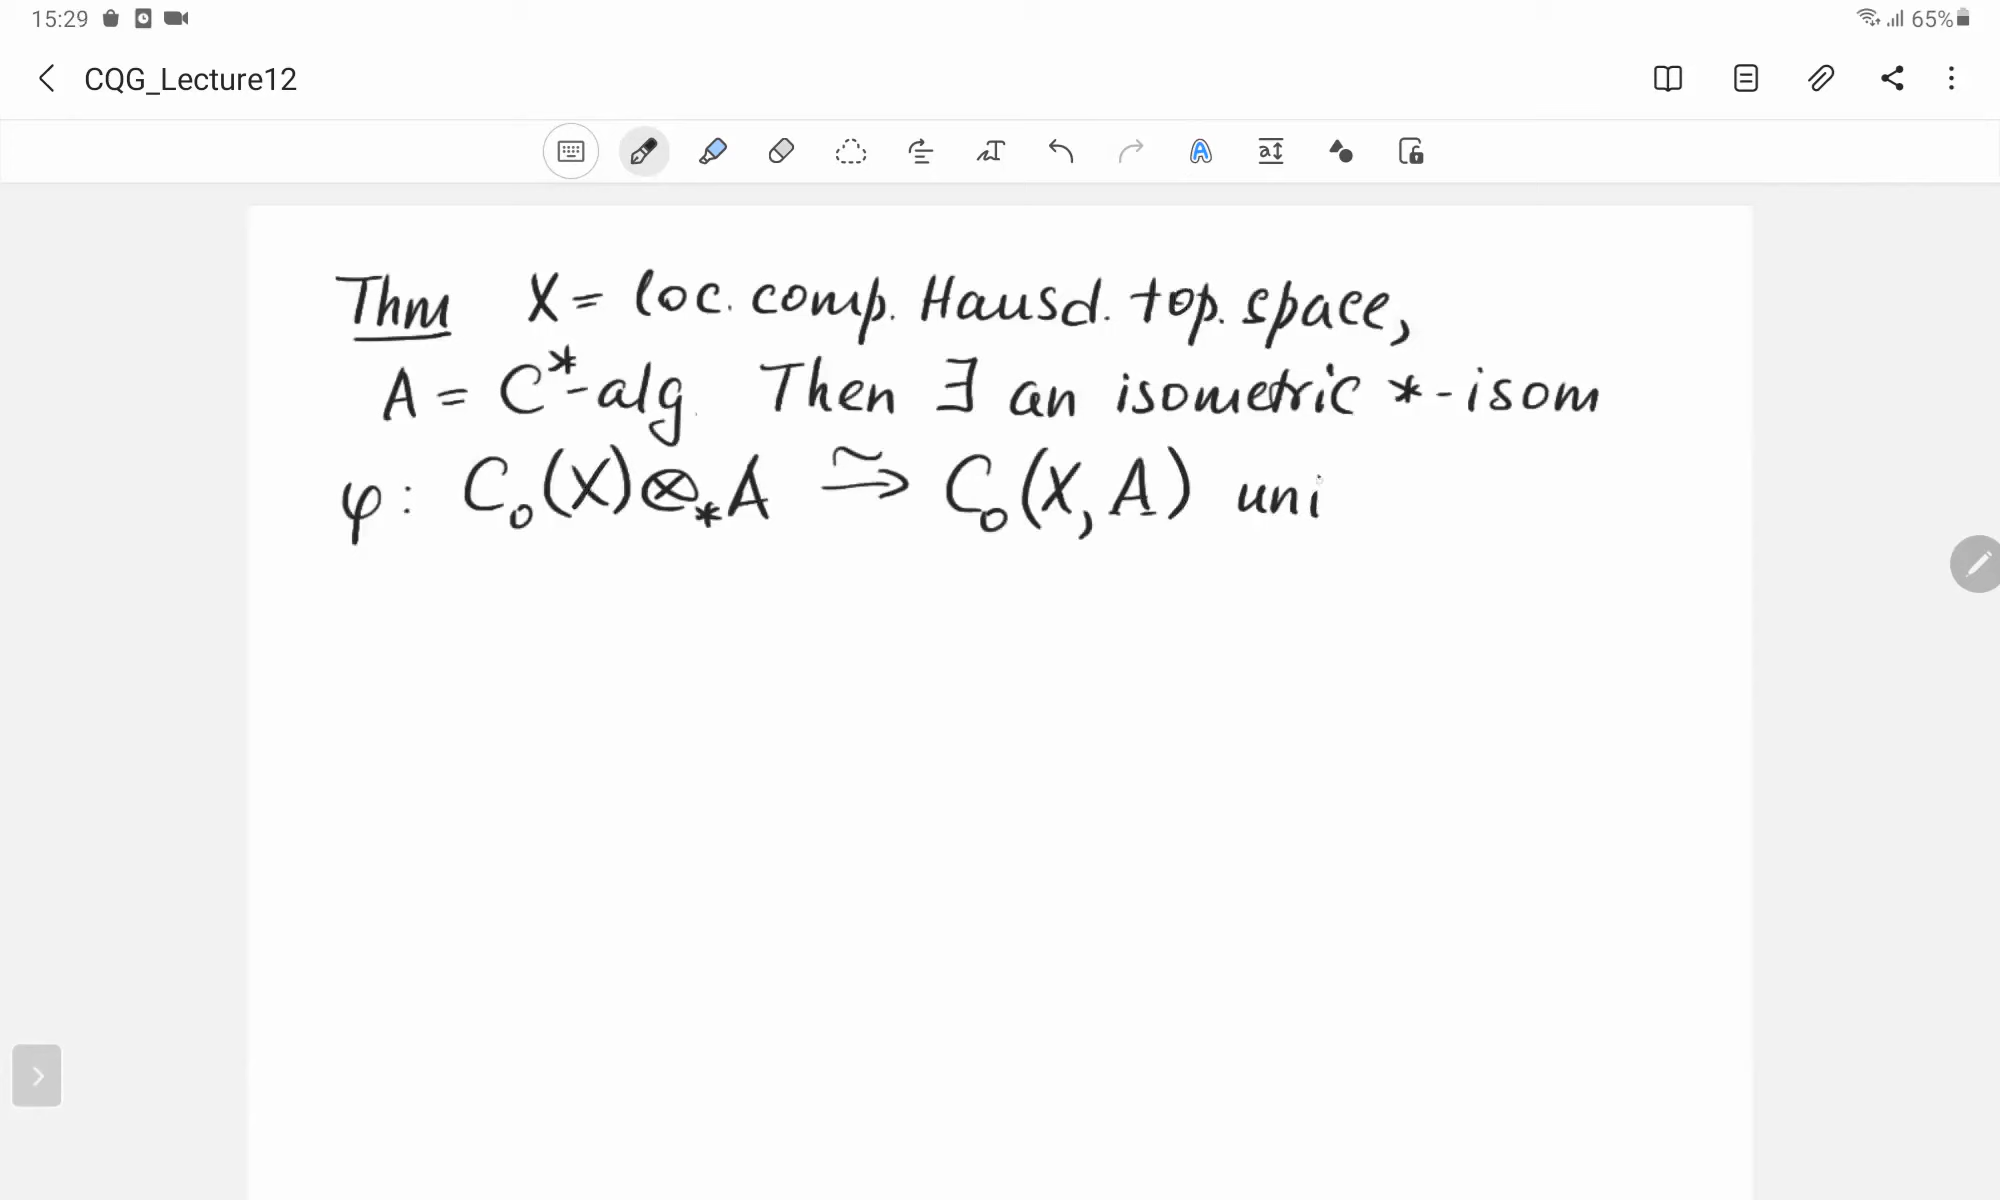 15:29
65%
CQG_Lecture12
Thm X = loc. comp. Hausd. top. space,
A = C*-alg. Then ∃ an isometric *-isom
φ: C₀(X)⊗⁎A ⥲ C₀(X, A) uni